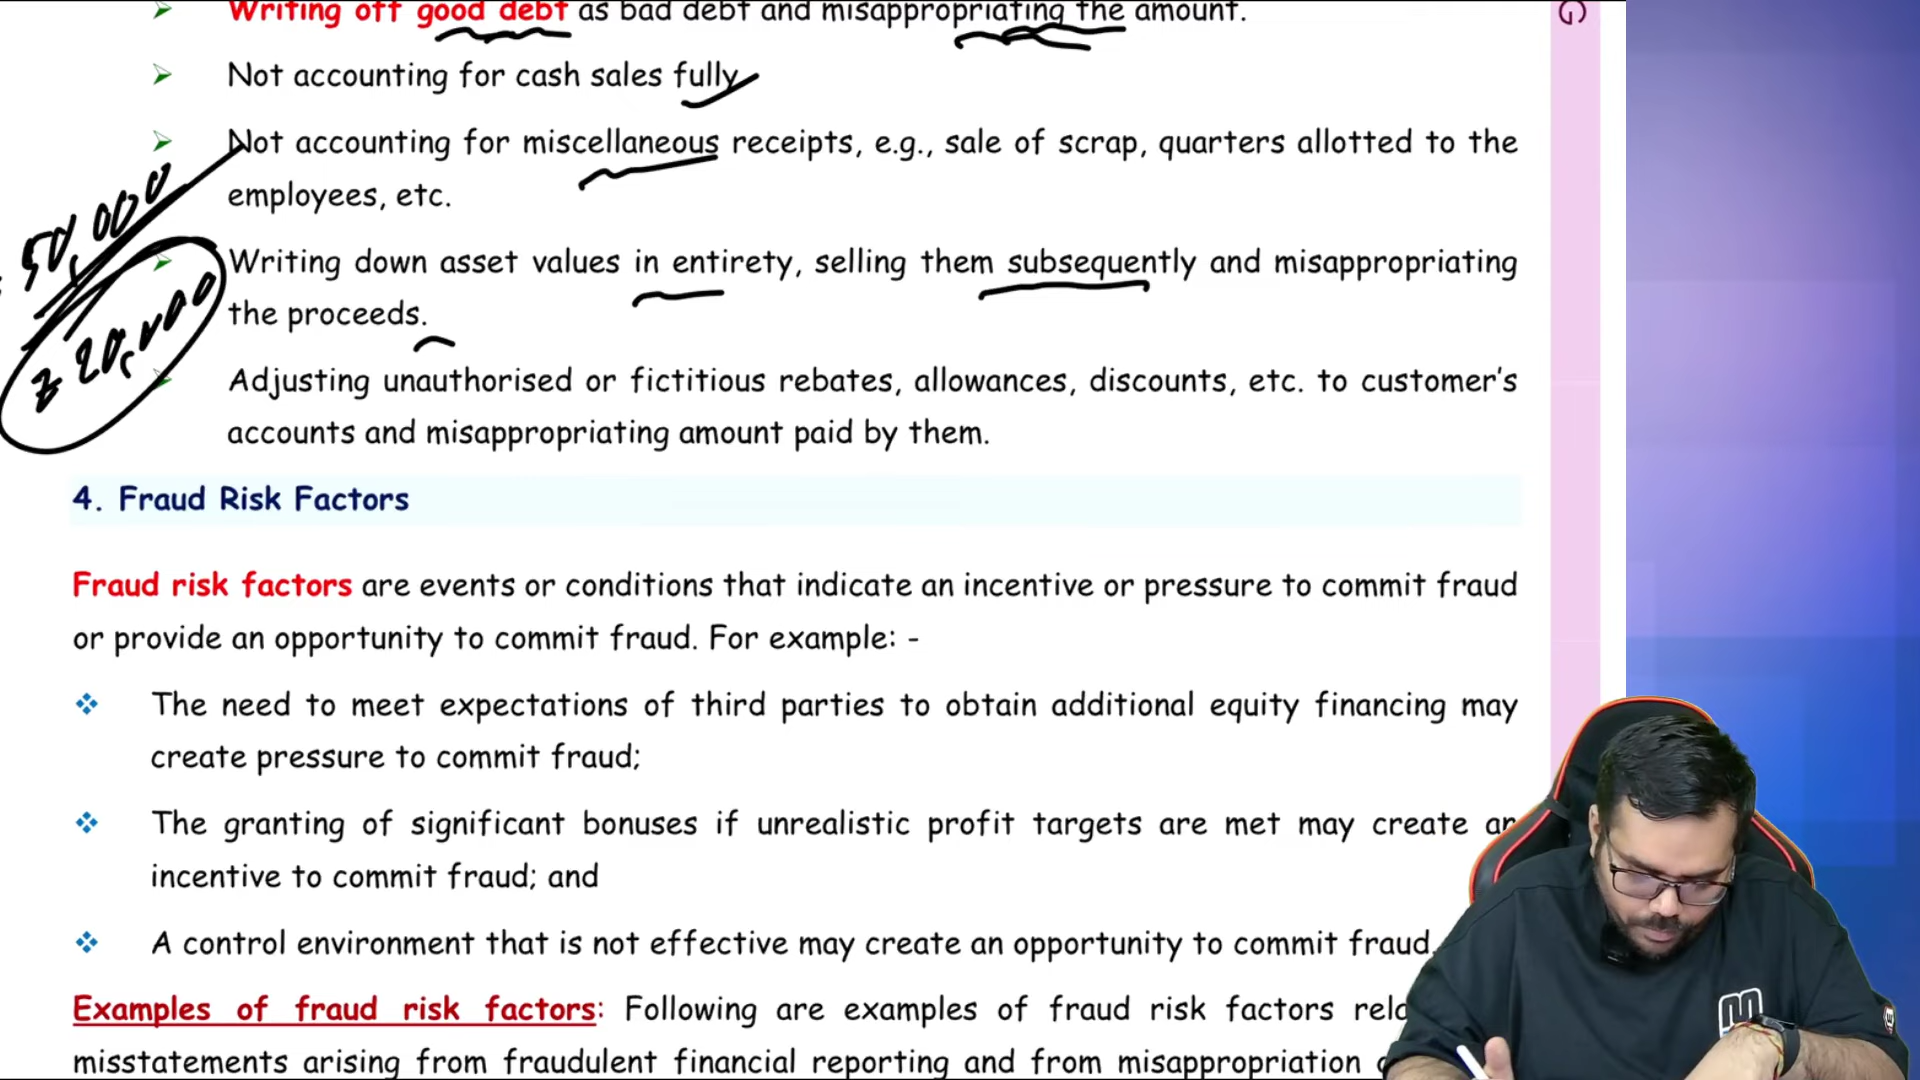 Writing off good debt as bad debt and misappropriating the amount.
Not accounting for cash sales fully
Not accounting for miscellaneous receipts, e.g., sale of scrap, quarters allotted to the
employees, etc.
50,000
Writing down asset values in entirety, selling them subsequently and misappropriating
the proceeds.
20,000
Adjusting unauthorised or fictitious rebates, allowances, discounts, etc. to customer's
accounts and misappropriating amount paid by them.
4. Fraud Risk Factors
Fraud risk factors are events or conditions that indicate an incentive or pressure to commit fraud
or provide an opportunity to commit fraud. For example: -
The need to meet expectations of third parties to obtain additional equity financing may
create pressure to commit fraud;
The granting of significant bonuses if unrealistic profit targets are met may create an
incentive to commit fraud; and
A control environment that is not effective may create an opportunity to commit fraud.
Examples of fraud risk factors: Following are examples of fraud risk factors
misstatements arising from fraudulent financial reporting and from misappropriation